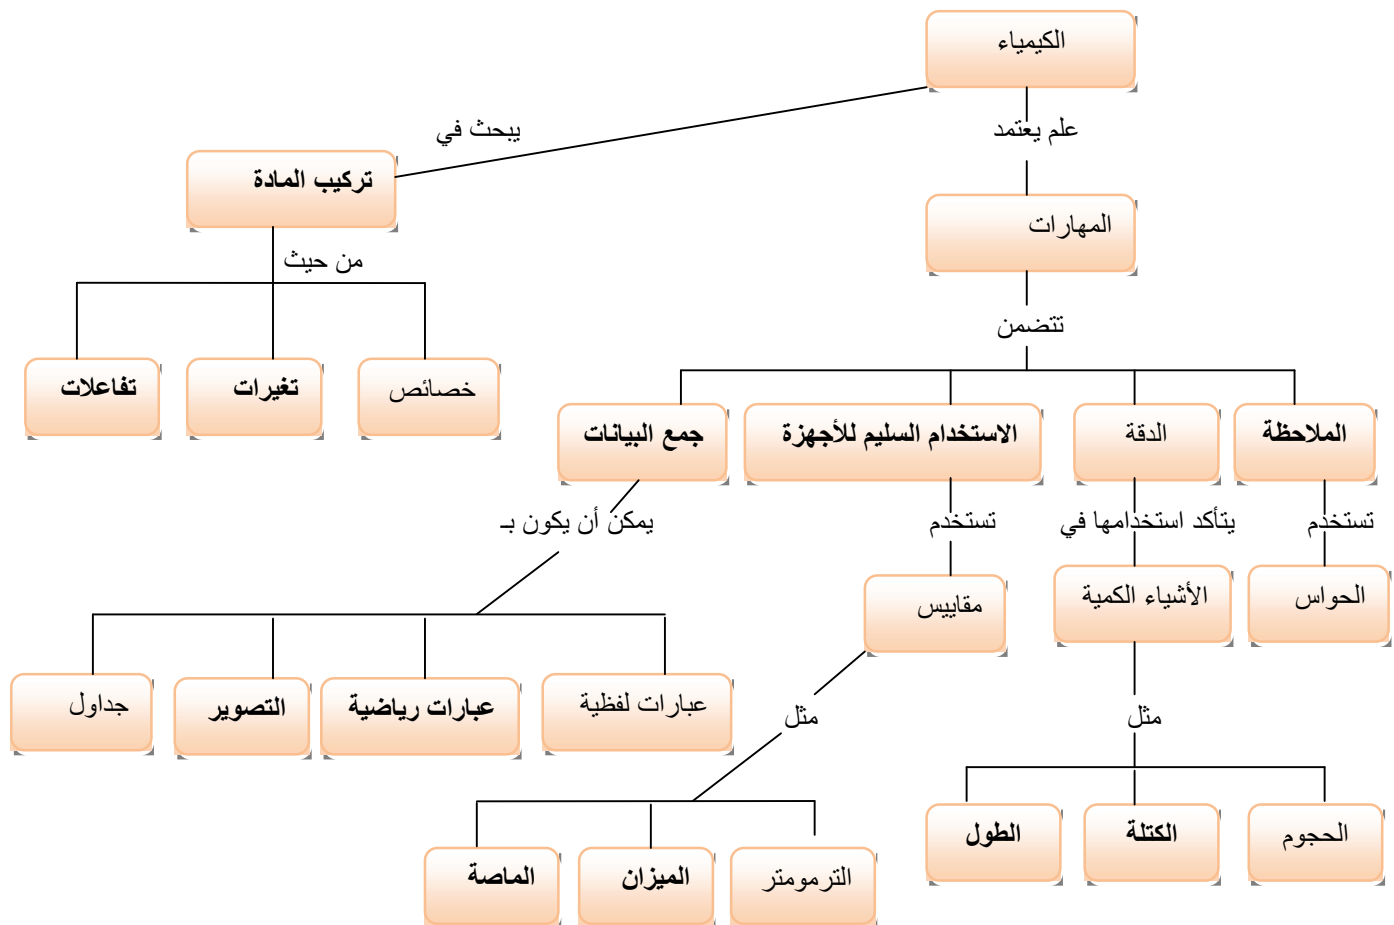 الكيمياء
علم يعتمد
يبحث في
تركيب المادة
المهارات
من حيث
تتضمن
خصائص
تغيرات
تفاعلات
الملاحظة
الدقة
الاستخدام السليم للأجهزة
جمع البيانات
تستخدم
يتأكد استخدامها في
تستخدم
يمكن أن يكون بـ
الحواس
الأشياء الكمية
مقاييس
عبارات لفظية
عبارات رياضية
التصوير
جداول
مثل
مثل
الحجوم
الكتلة
الطول
الترمومتر
الميزان
الماصة